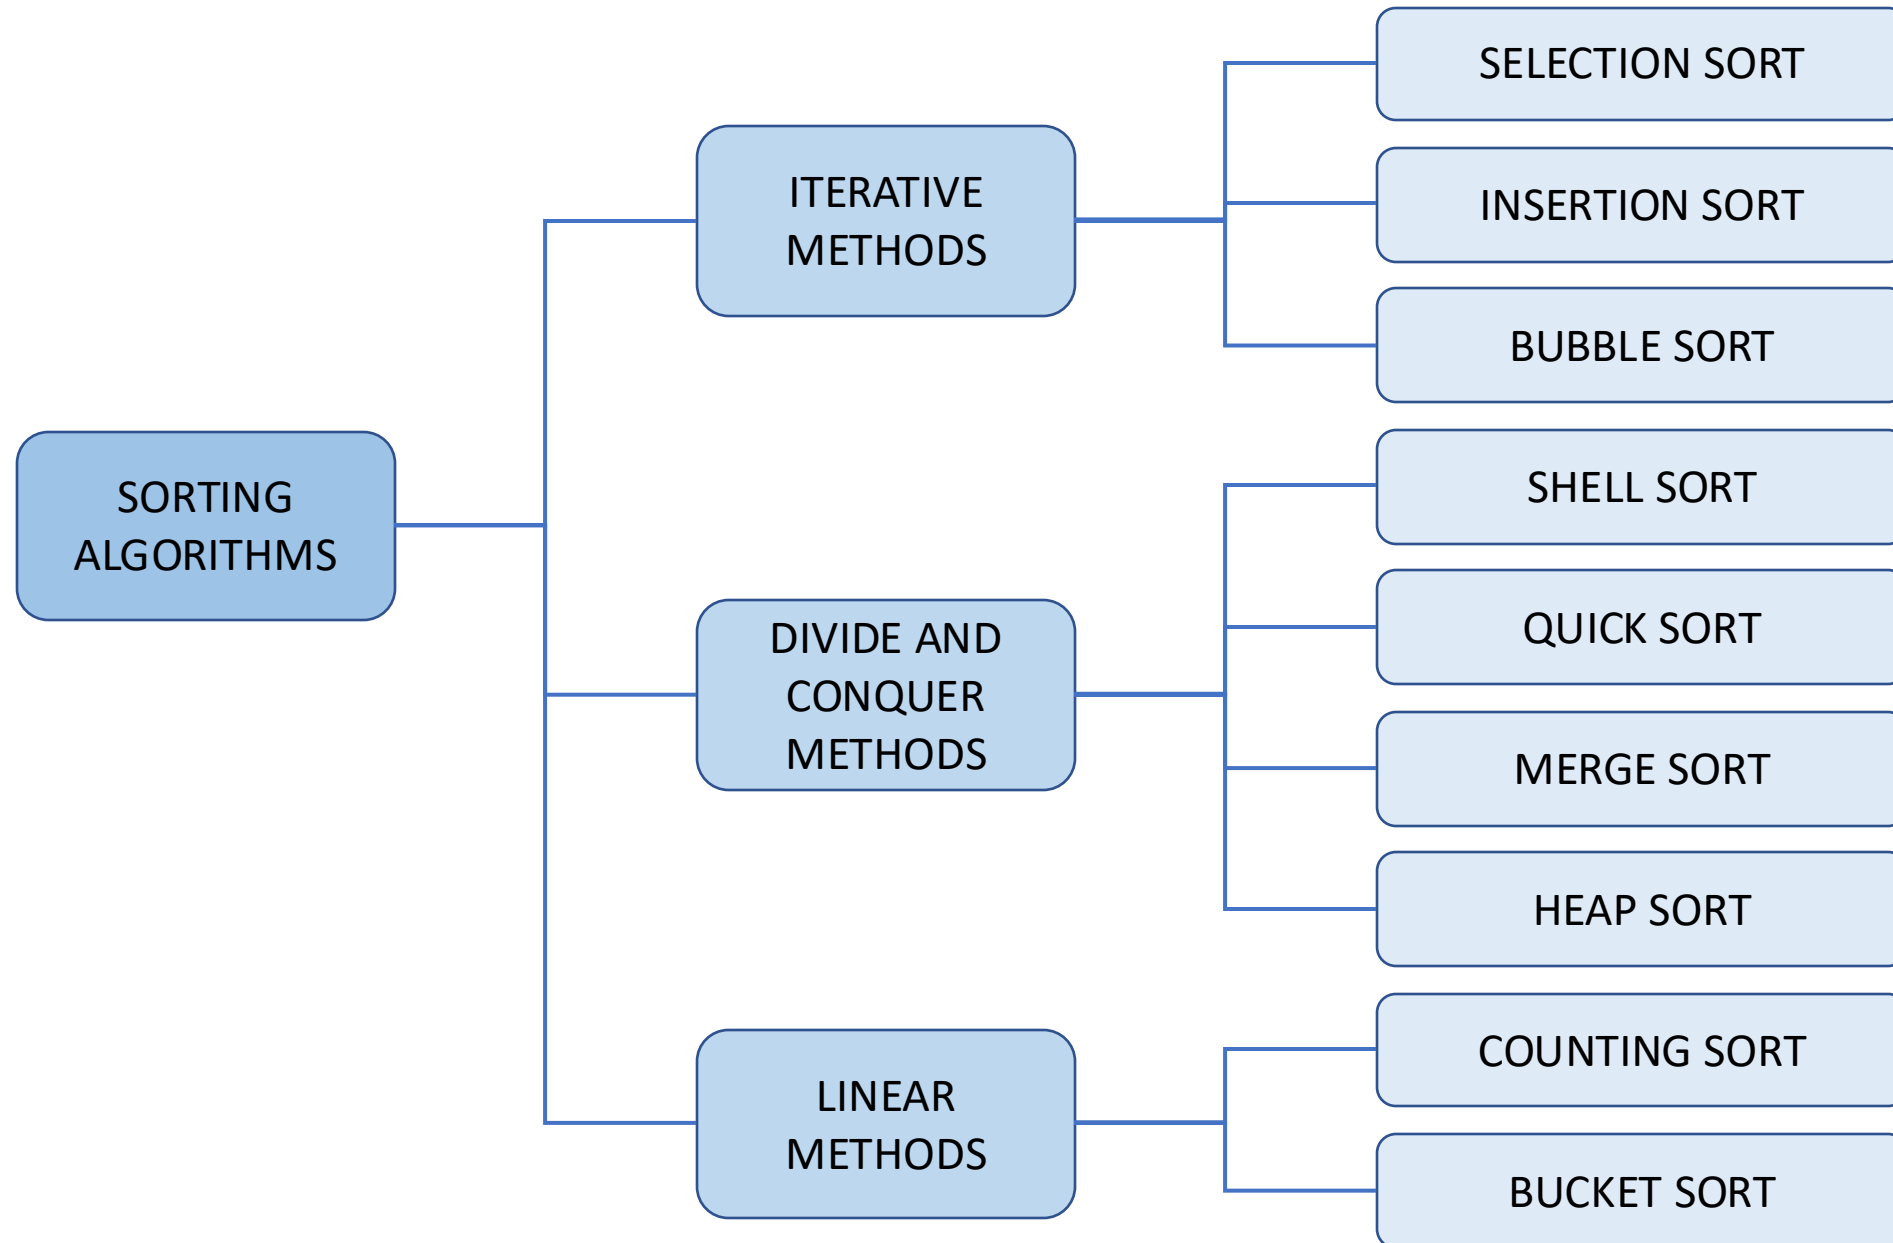 SORTING
ALGORITHMS
ITERATIVE
METHODS
SELECTION SORT
INSERTION SORT
BUBBLE SORT
DIVIDE AND
CONQUER
METHODS
SHELL SORT
QUICK SORT
MERGE SORT
HEAP SORT
LINEAR
METHODS
COUNTING SORT
BUCKET SORT